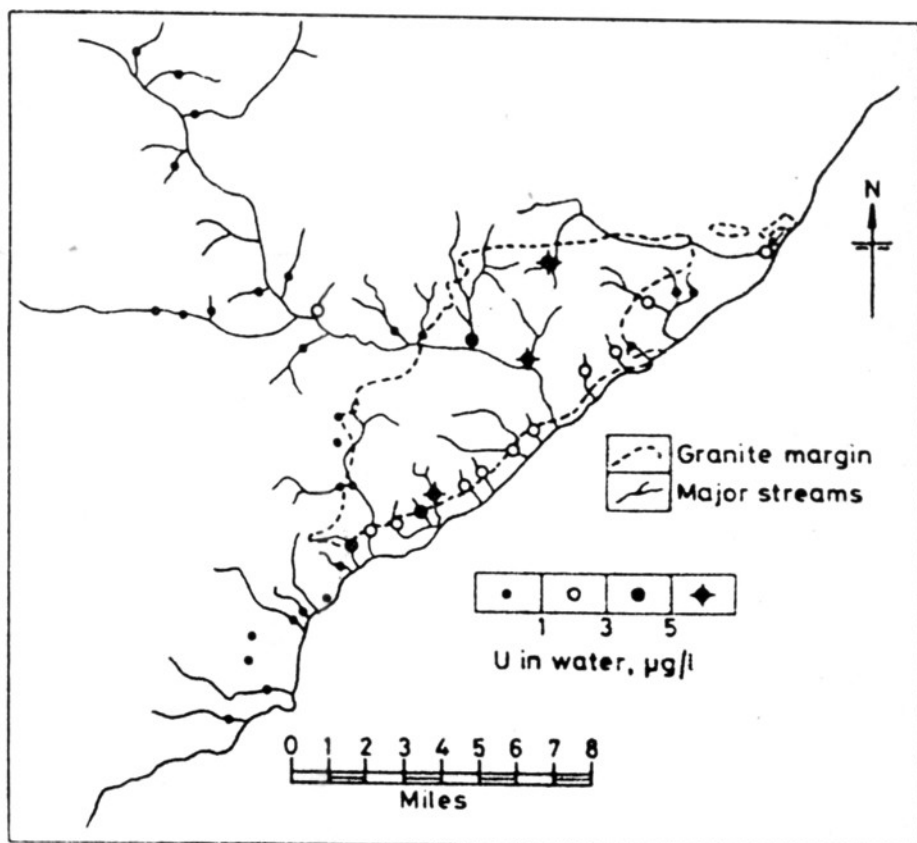 N
Granite margin
Major streams
1 3 5
U in water, µg/l
0 1 2 3 4 5 6 7 8
Miles